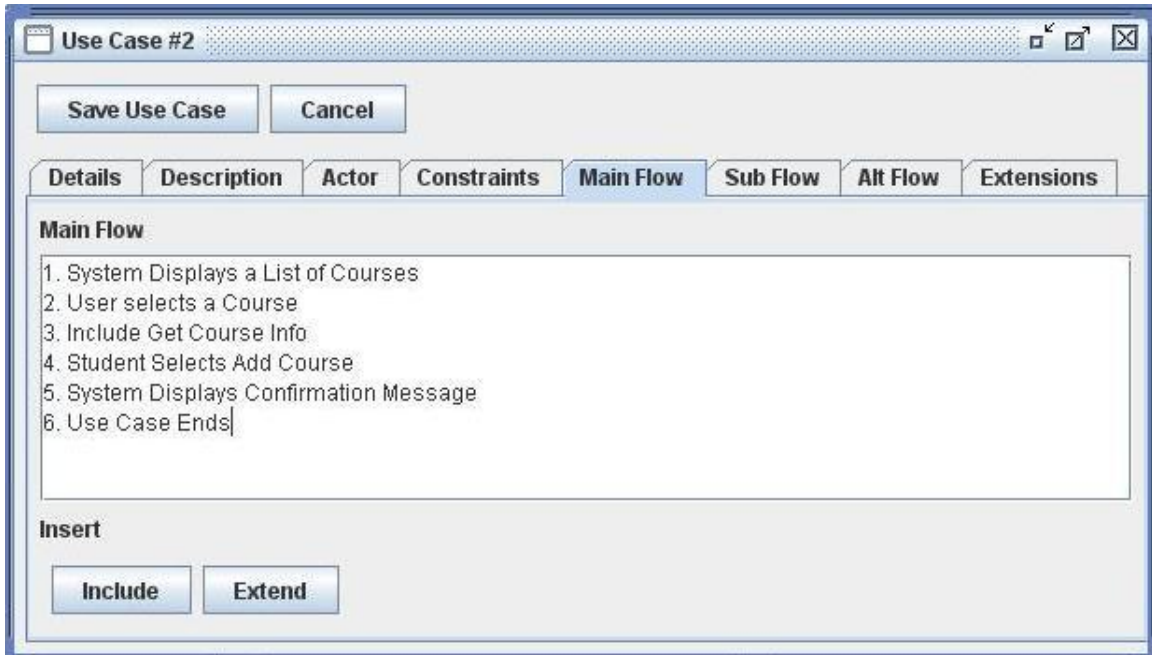 Use Case #2
Save Use Case Cancel
Details Description Actor Constraints Main Flow Sub Flow Alt Flow Extensions
Main Flow
1. System Displays a List of Courses
2. User selects a Course
3. Include Get Course Info
4. Student Selects Add Course
5. System Displays Confirmation Message
6. Use Case Ends
Insert
Include Extend